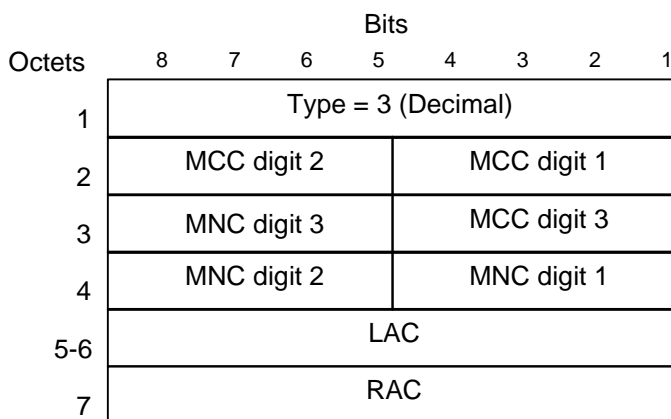 Bits
Octets 8 7 6 5 4 3 2 1
1 Type = 3 (Decimal)
2 MCC digit 2 MCC digit 1
3 MNC digit 3 MCC digit 3
4 MNC digit 2 MNC digit 1
5-6 LAC
7 RAC